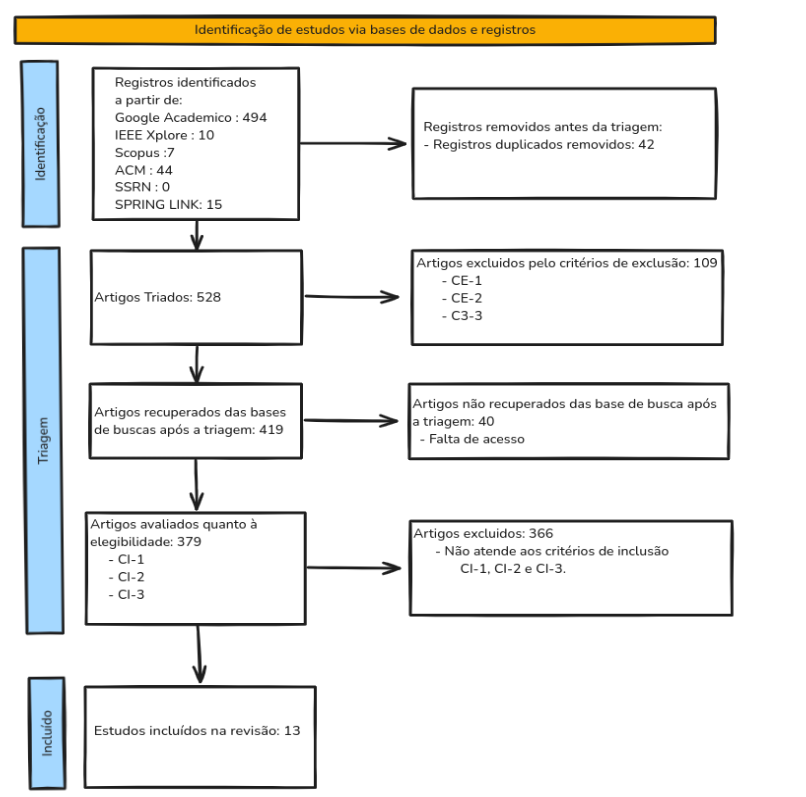 Identificação de estudos via bases de dados e registros
Identificação
Registros identificados
a partir de:
Google Academico : 494
IEEE Xplore : 10
Scopus :7
ACM : 44
SSRN : 0
SPRING LINK: 15
Registros removidos antes da triagem:
- Registros duplicados removidos: 42
Triagem
Artigos Triados: 528
Artigos excluidos pelo critérios de exclusão: 109
- CE-1
- CE-2
- C3-3
Artigos recuperados das bases
de buscas após a triagem: 419
Artigos não recuperados das base de busca após
a triagem: 40
- Falta de acesso
Artigos avaliados quanto à
elegibilidade: 379
- CI-1
- CI-2
- CI-3
Artigos excluidos: 366
- Não atende aos critérios de inclusão
CI-1, CI-2 e CI-3.
Incluído
Estudos incluídos na revisão: 13